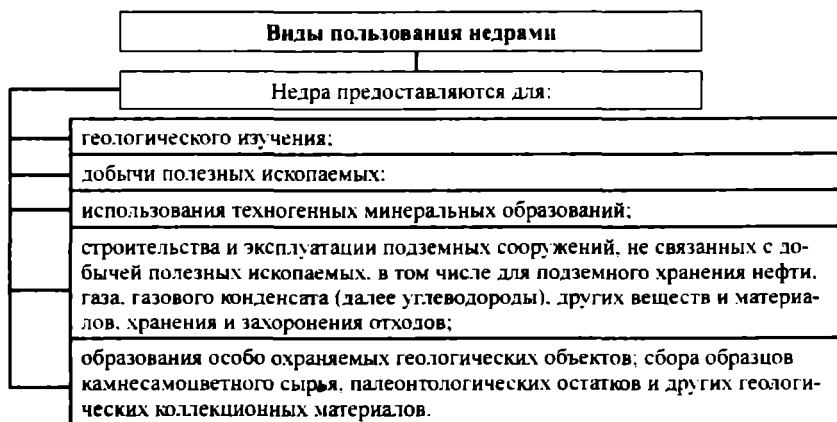 Виды пользования недрами
Недра предоставляются для:
геологического изучения;
добычи полезных ископаемых:
использования техногенных минеральных образований;
строительства и эксплуатации подземных сооружений, не связанных с до-
бычей полезных ископаемых, в том числе для подземного хранения нефти,
газа, газового конденсата (далее углеводороды), других веществ и материа-
лов, хранения и захоронения отходов;
образования особо охраняемых геологических объектов; сбора образцов
камнесамоцветного сырья, палеонтологических остатков и других геологи-
ческих коллекционных материалов.